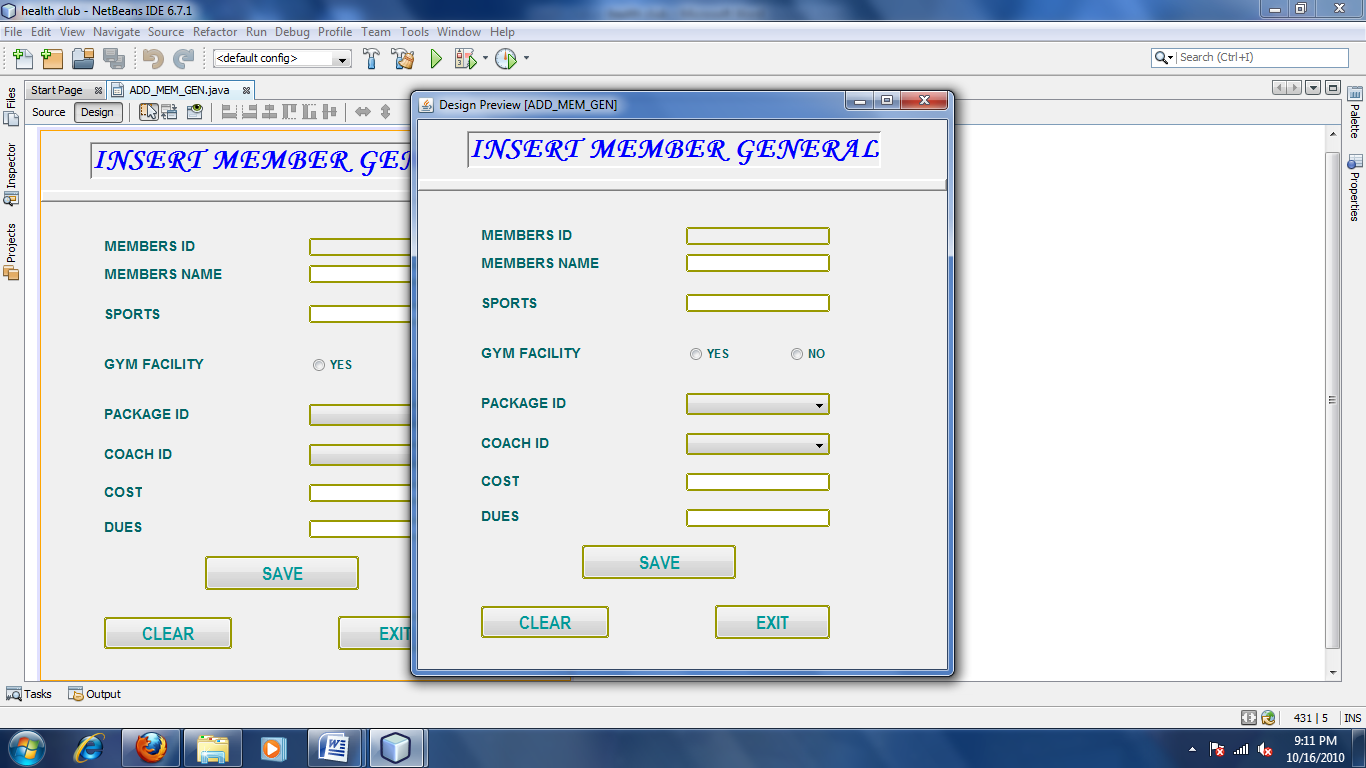 health club - NetBeans IDE 6.7.1
File Edit View Navigate Source Refactor Run Debug Profile Team Tools Window Help
<default config>
Search (Ctrl+I)
Start Page
ADD_MEM_GEN.java
Source Design
Files
Inspector
Projects
Palette
Properties
INSERT MEMBER GEN
MEMBERS ID
MEMBERS NAME
SPORTS
GYM FACILITY YES
PACKAGE ID
COACH ID
COST
DUES
SAVE
CLEAR EXIT
Design Preview [ADD_MEM_GEN]
INSERT MEMBER GENERAL
MEMBERS ID
MEMBERS NAME
SPORTS
GYM FACILITY YES NO
PACKAGE ID
COACH ID
COST
DUES
SAVE
CLEAR EXIT
Tasks Output
431 | 5 INS
9:11 PM
10/16/2010